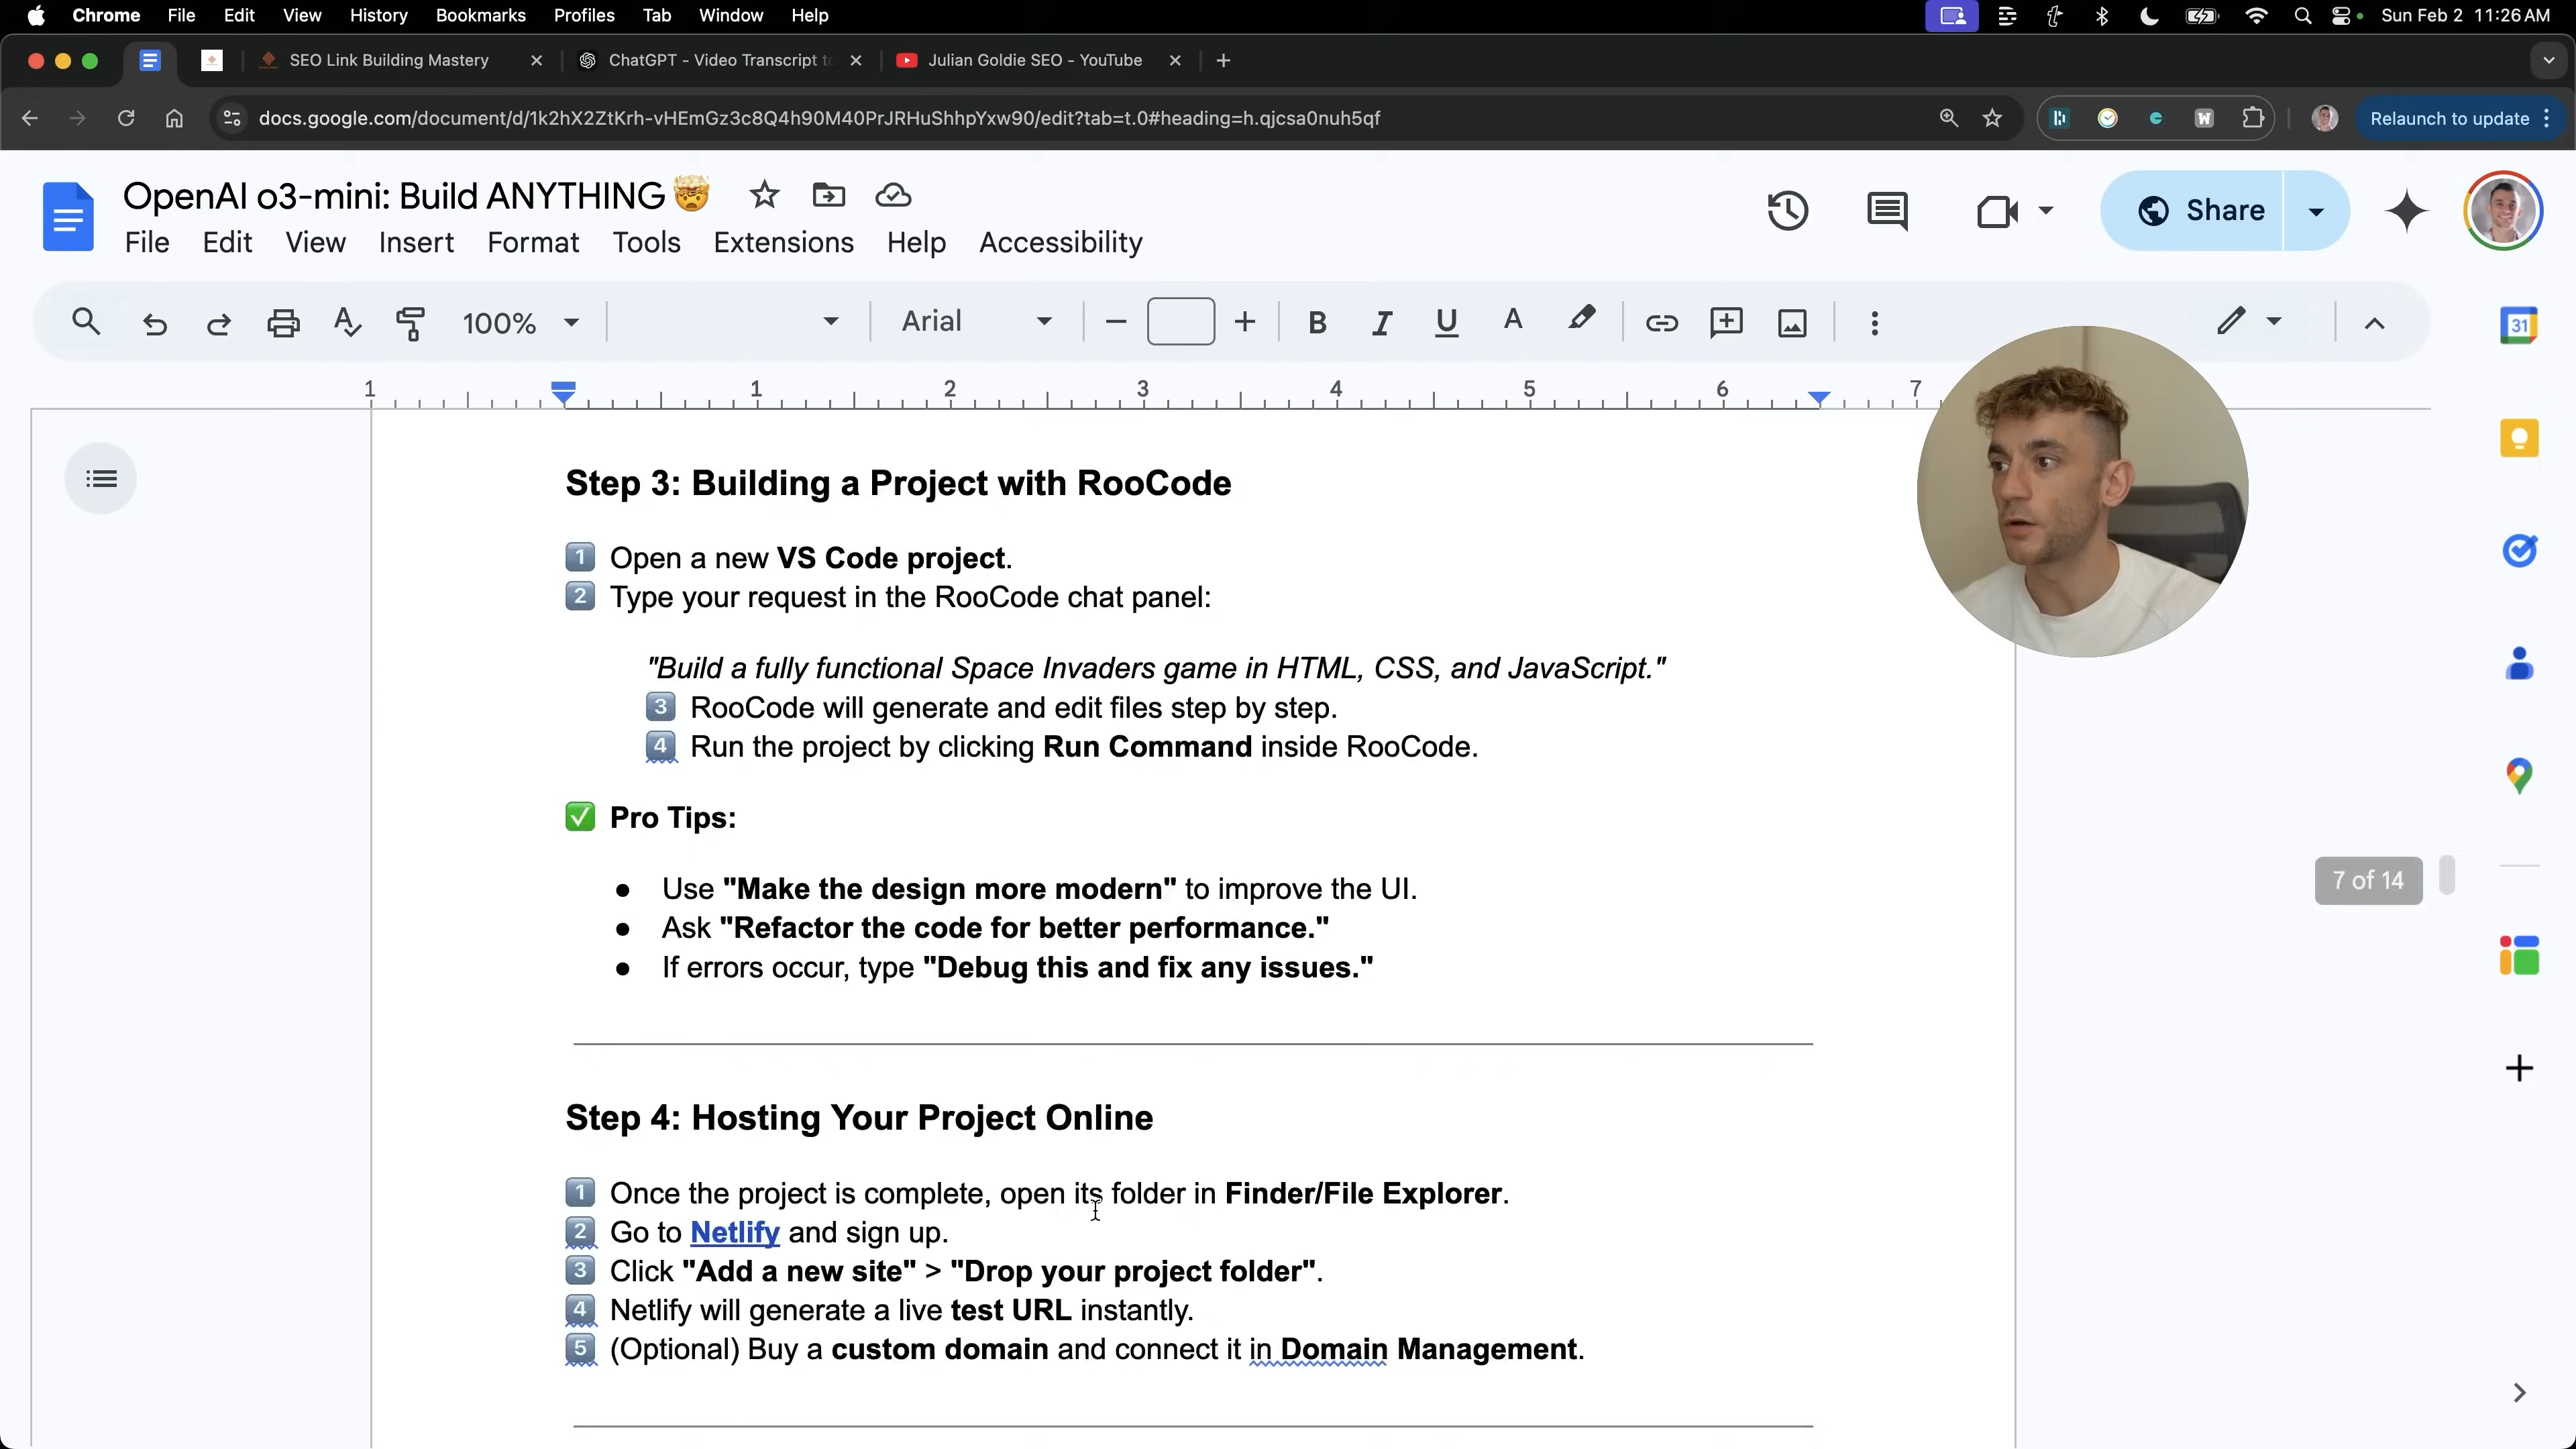 Chrome File Edit View History Bookmarks Profiles Tab Window Help Sun Feb 2 11:26 AM
SEO Link Building Mastery ChatGPT - Video Transcript to Julian Goldie SEO - YouTube
docs.google.com/document/d/1k2hX2ZtKrh-vHEmGz3c8Q4h90M40PrJRHuShhpYxw90/edit?tab=t.0#heading=h.qjcsa0nuh5qf Relaunch to update
OpenAI o3-mini: Build ANYTHING🤯
File Edit View Insert Format Tools Extensions Help Accessibility
Share
100% Arial
1 1 2 3 4 5 6 7
31
Step 3: Building a Project with RooCode
1️⃣ Open a new VS Code project.
2️⃣ Type your request in the RooCode chat panel:
"Build a fully functional Space Invaders game in HTML, CSS, and JavaScript."
3️⃣ RooCode will generate and edit files step by step.
4️⃣ Run the project by clicking Run Command inside RooCode.
✅ Pro Tips:
● Use "Make the design more modern" to improve the UI.
● Ask "Refactor the code for better performance."
● If errors occur, type "Debug this and fix any issues."
7 of 14
Step 4: Hosting Your Project Online
1️⃣ Once the project is complete, open its folder in Finder/File Explorer.
2️⃣ Go to Netlify and sign up.
3️⃣ Click "Add a new site" > "Drop your project folder".
4️⃣ Netlify will generate a live test URL instantly.
5️⃣ (Optional) Buy a custom domain and connect it in Domain Management.